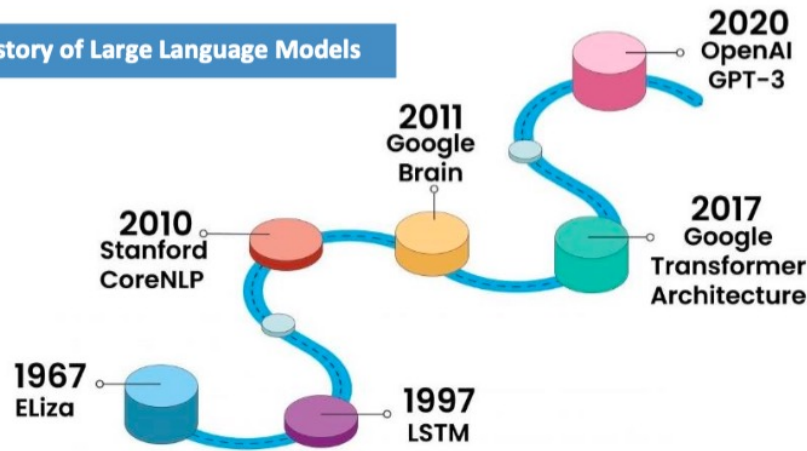 story of Large Language Models
2020
OpenAI
GPT-3
2011
Google
Brain
2017
Google
Transformer
Architecture
2010
Stanford
CoreNLP
1967
ELiza
1997
LSTM